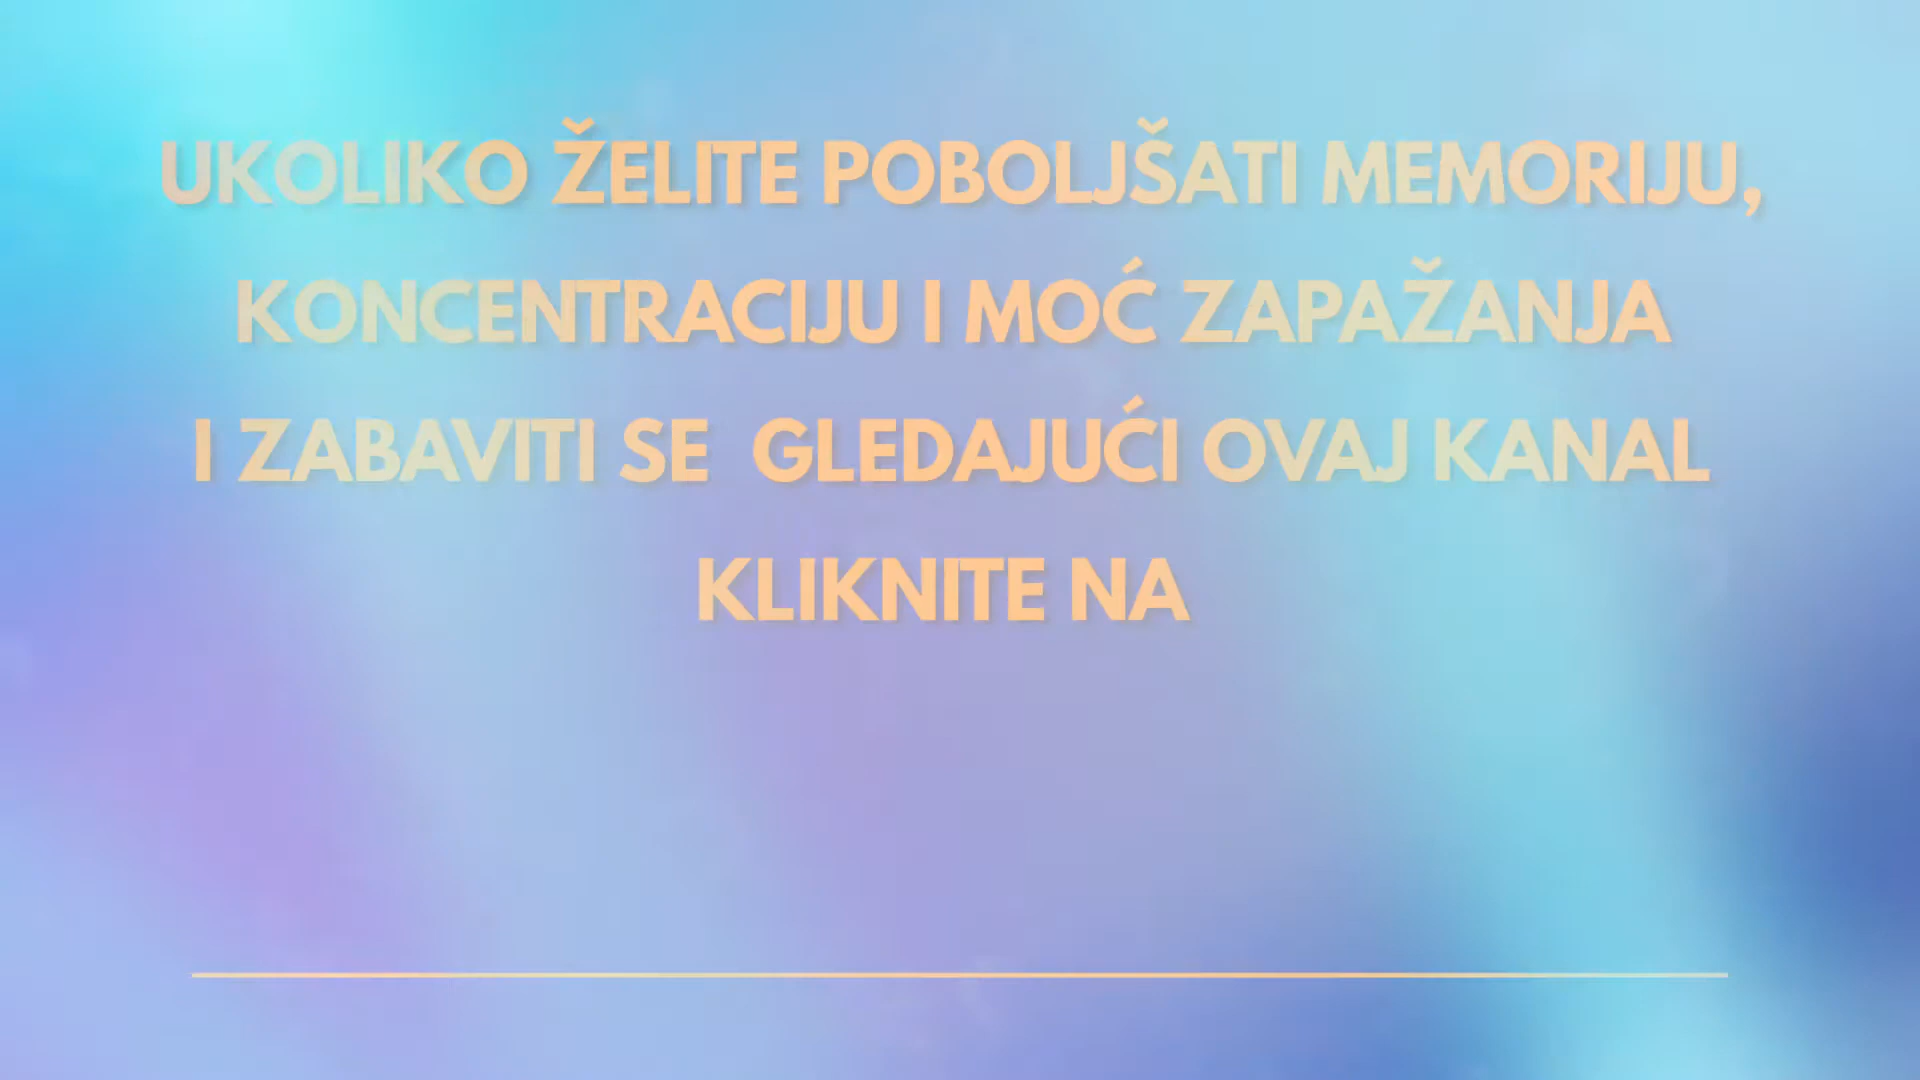 UKOLIKO ŽELITE POBOLJŠATI MEMORIJU,
KONCENTRACIJU I MOĆ ZAPAŽANJA
I ZABAVITI SE  GLEDAJUĆI OVAJ KANAL
KLIKNITE NA